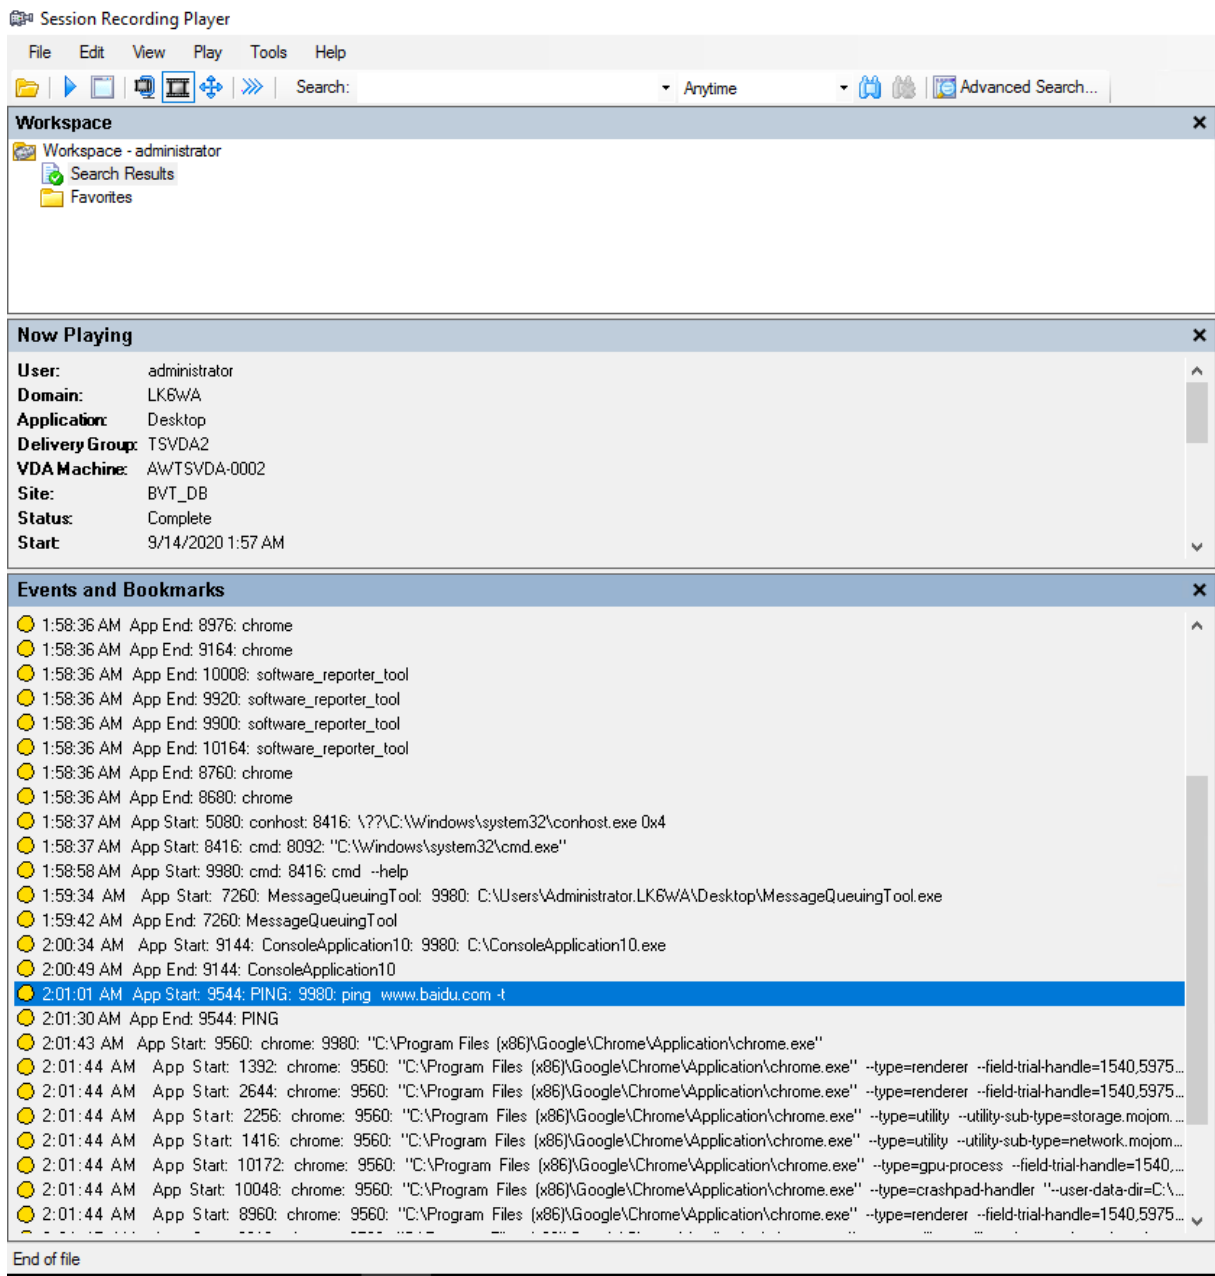 Session Recording Player
File Edit View Play Tools Help
Search: Anytime Advanced Search...
Workspace
Workspace - administrator
Search Results
Favorites
Now Playing
User: administrator
Domain: LK6WA
Application: Desktop
Delivery Group: TSVDA2
VDA Machine: AWTSVDA-0002
Site: BVT_DB
Status: Complete
Start: 9/14/2020 1:57 AM
Events and Bookmarks
1:58:36 AM App End: 8976: chrome
1:58:36 AM App End: 9164: chrome
1:58:36 AM App End: 10008: software_reporter_tool
1:58:36 AM App End: 9920: software_reporter_tool
1:58:36 AM App End: 9900: software_reporter_tool
1:58:36 AM App End: 10164: software_reporter_tool
1:58:36 AM App End: 8760: chrome
1:58:36 AM App End: 8680: chrome
1:58:37 AM App Start: 5080: conhost: 8416: \??\C:\Windows\system32\conhost.exe 0x4
1:58:37 AM App Start: 8416: cmd: 8092: "C:\Windows\system32\cmd.exe"
1:58:58 AM App Start: 9980: cmd: 8416: cmd --help
1:59:34 AM App Start: 7260: MessageQueuingTool: 9980: C:\Users\Administrator.LK6WA\Desktop\MessageQueuingTool.exe
1:59:42 AM App End: 7260: MessageQueuingTool
2:00:34 AM App Start: 9144: ConsoleApplication10: 9980: C:\ConsoleApplication10.exe
2:00:49 AM App End: 9144: ConsoleApplication10
2:01:01 AM App Start: 9544: PING: 9980: ping www.baidu.com -t
2:01:30 AM App End: 9544: PING
2:01:43 AM App Start: 9560: chrome: 9980: "C:\Program Files (x86)\Google\Chrome\Application\chrome.exe"
2:01:44 AM App Start: 1392: chrome: 9560: "C:\Program Files (x86)\Google\Chrome\Application\chrome.exe" --type=renderer --field-trial-handle=1540,5975...
2:01:44 AM App Start: 2644: chrome: 9560: "C:\Program Files (x86)\Google\Chrome\Application\chrome.exe" --type=renderer --field-trial-handle=1540,5975...
2:01:44 AM App Start: 2256: chrome: 9560: "C:\Program Files (x86)\Google\Chrome\Application\chrome.exe" --type=utility --utility-sub-type=storage.mojom....
2:01:44 AM App Start: 1416: chrome: 9560: "C:\Program Files (x86)\Google\Chrome\Application\chrome.exe" --type=utility --utility-sub-type=network.mojom...
2:01:44 AM App Start: 10172: chrome: 9560: "C:\Program Files (x86)\Google\Chrome\Application\chrome.exe" --type=gpu-process --field-trial-handle=1540,...
2:01:44 AM App Start: 10048: chrome: 9560: "C:\Program Files (x86)\Google\Chrome\Application\chrome.exe" --type=crashpad-handler "--user-data-dir=C:\...
2:01:44 AM App Start: 8960: chrome: 9560: "C:\Program Files (x86)\Google\Chrome\Application\chrome.exe" --type=renderer --field-trial-handle=1540,5975...
End of file